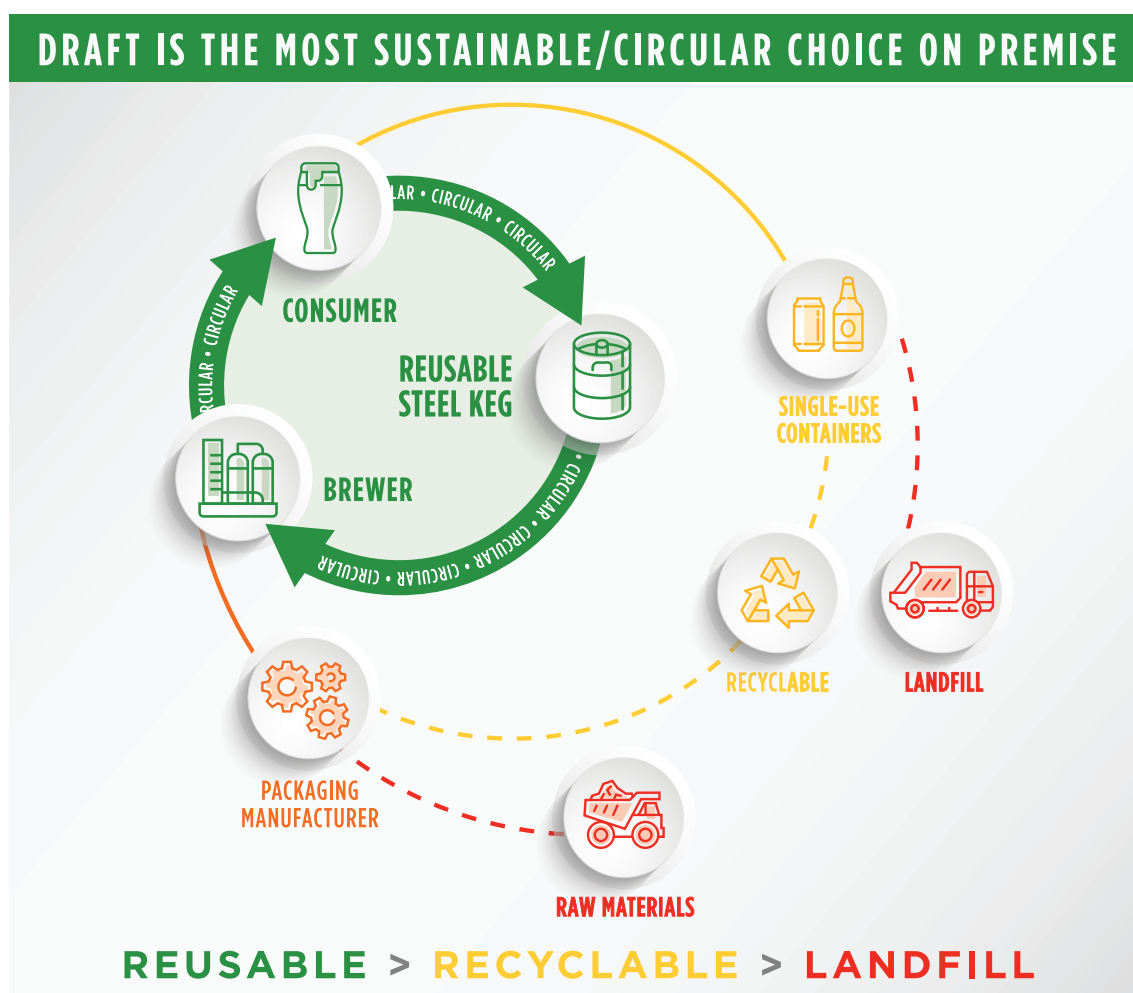 DRAFT IS THE MOST SUSTAINABLE/CIRCULAR CHOICE ON PREMISE
LAR • CIRCULAR • CIRCULAR
CONSUMER
RCULAR • CIRCULAR
REUSABLE
STEEL KEG
SINGLE-USE
CONTAINERS
BREWER
• CIRCULAR • CIRCULAR • CIRCULAR • CIRCULAR
RECYCLABLE
LANDFILL
PACKAGING
MANUFACTURER
RAW MATERIALS
REUSABLE > RECYCLABLE > LANDFILL